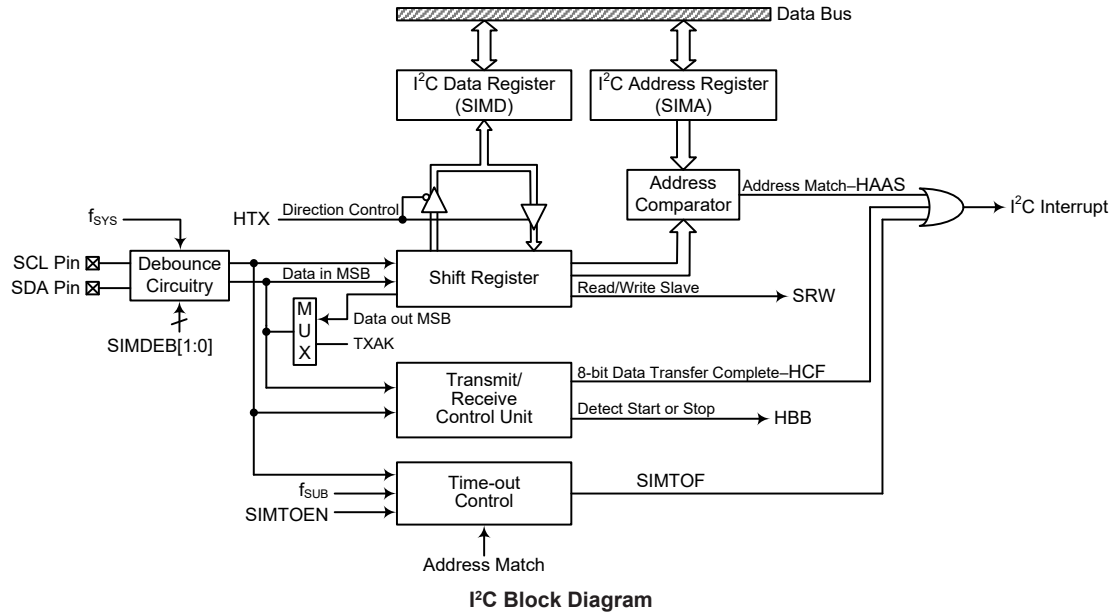 Data Bus
I²C Data Register
(SIMD)
I²C Address Register
(SIMA)
Address
Comparator
Address Match–HAAS
I²C Interrupt
HTX
Direction Control
fSYS
SCL Pin
SDA Pin
Debounce
Circuitry
SIMDEB[1:0]
Data in MSB
Shift Register
Read/Write Slave
SRW
M
U
X
Data out MSB
TXAK
Transmit/
Receive
Control Unit
8-bit Data Transfer Complete–HCF
Detect Start or Stop
HBB
fSUB
SIMTOEN
Time-out
Control
SIMTOF
Address Match
I²C Block Diagram